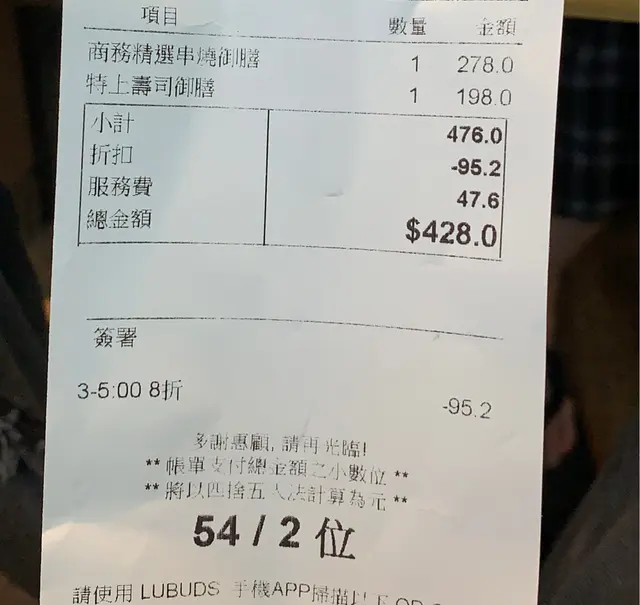 項目 數量 金額
商務精選串燒御膳 1 278.0
特上壽司御膳 1 198.0
小計 476.0
折扣 -95.2
服務費 47.6
總金額 $428.0
簽署
3-5:00 8折 -95.2
多謝惠顧, 請再光臨!
** 帳單支付總金額之小數位 **
** 將以四捨五入法計算為元 **
54 / 2 位
請使用 LUBUDS 手機APP掃描以下